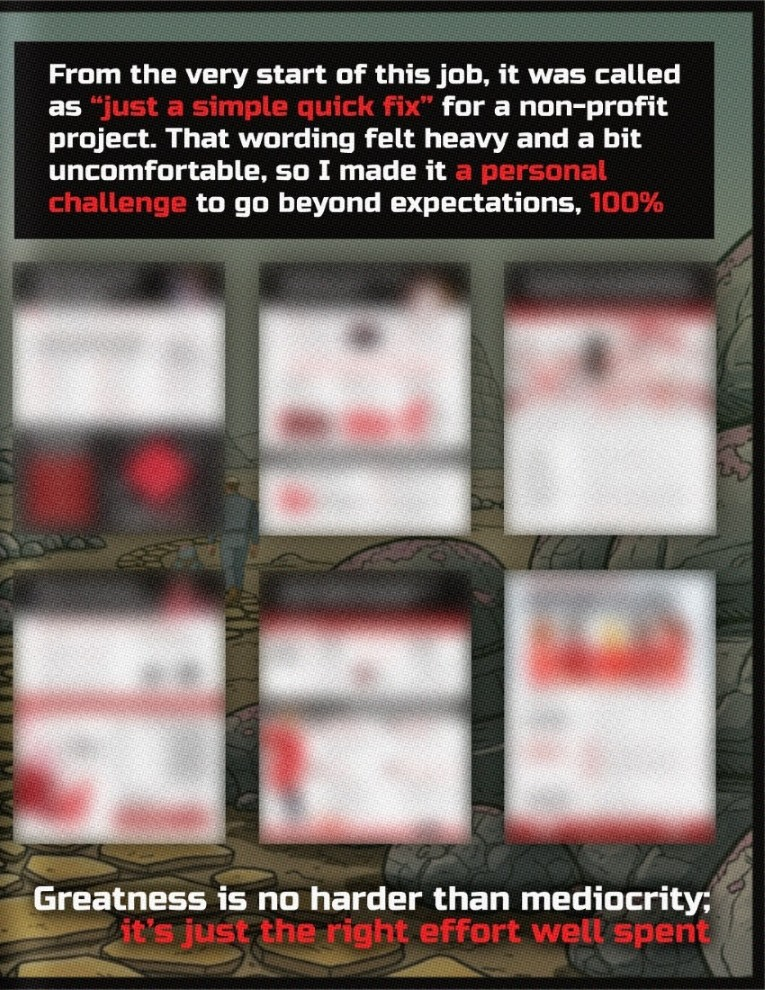 From the very start of this job, it was called
as “just a simple quick fix” for a non-profit
project. That wording felt heavy and a bit
uncomfortable, so I made it a personal
challenge to go beyond expectations, 100%
Greatness is no harder than mediocrity;
it’s just the right effort well spent